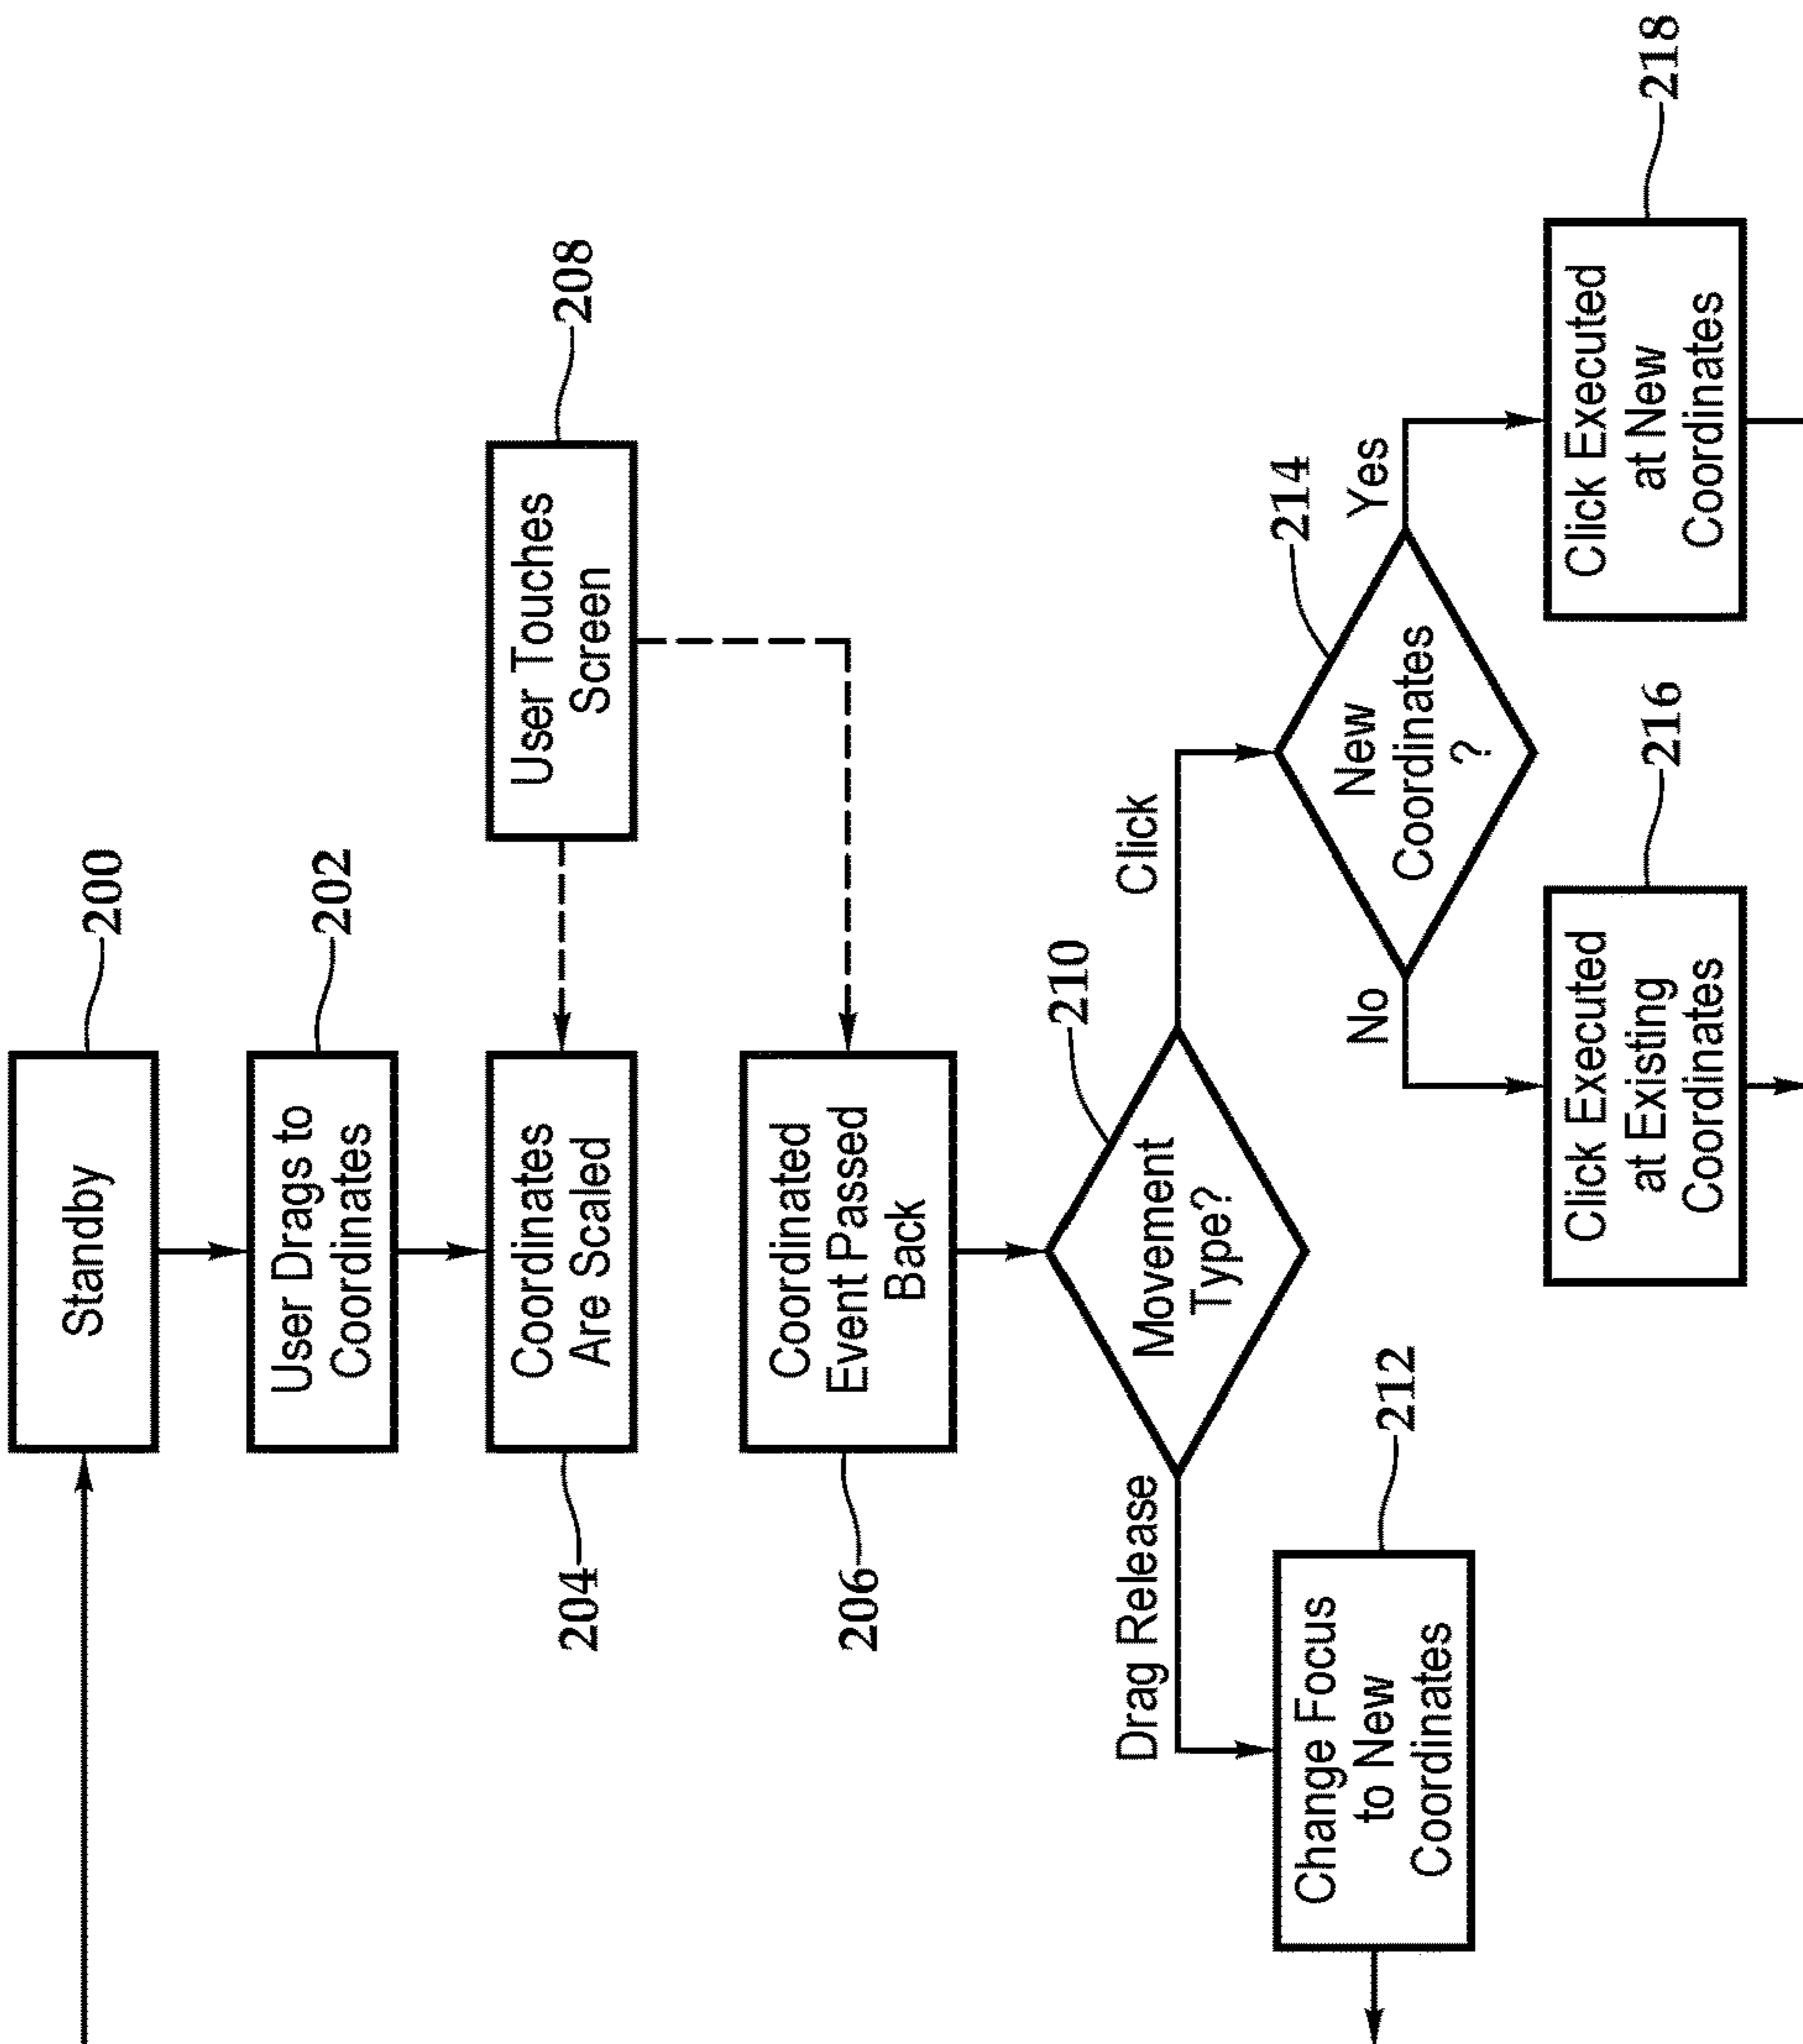 Standby
200
User Drags to
Coordinates
202
Coordinates
Are Scaled
204
User Touches
Screen
208
Coordinated
Event Passed
Back
206
Movement
Type?
210
Drag Release
Click
Change Focus
to New
Coordinates
212
New
Coordinates
?
214
No
Yes
Click Executed
at Existing
Coordinates
216
Click Executed
at New
Coordinates
218